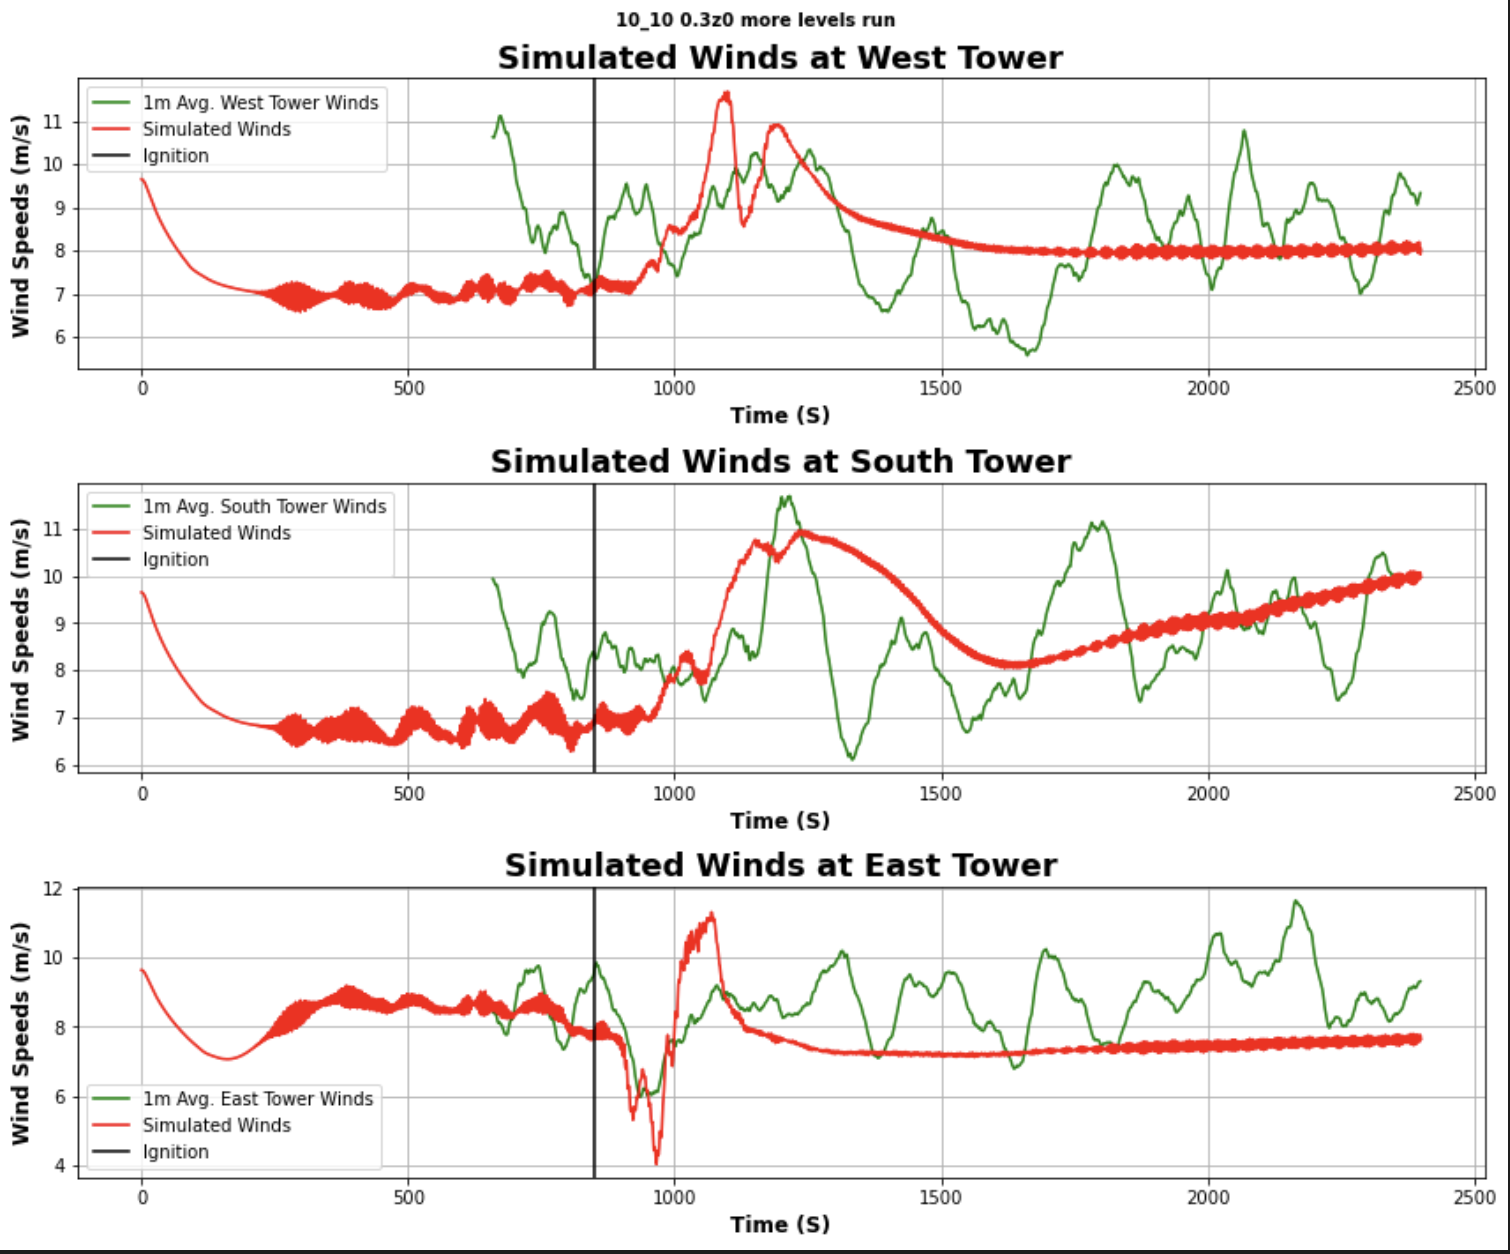 10_10 0.3z0 more levels run
Simulated Winds at West Tower
Wind Speeds (m/s)
11
10
9
8
7
6
1m Avg. West Tower Winds
Simulated Winds
Ignition
0 500 1000 1500 2000 2500
Time (S)
Simulated Winds at South Tower
Wind Speeds (m/s)
11
10
9
8
7
6
1m Avg. South Tower Winds
Simulated Winds
Ignition
0 500 1000 1500 2000 2500
Time (S)
Simulated Winds at East Tower
Wind Speeds (m/s)
12
10
8
6
4
1m Avg. East Tower Winds
Simulated Winds
Ignition
0 500 1000 1500 2000 2500
Time (S)